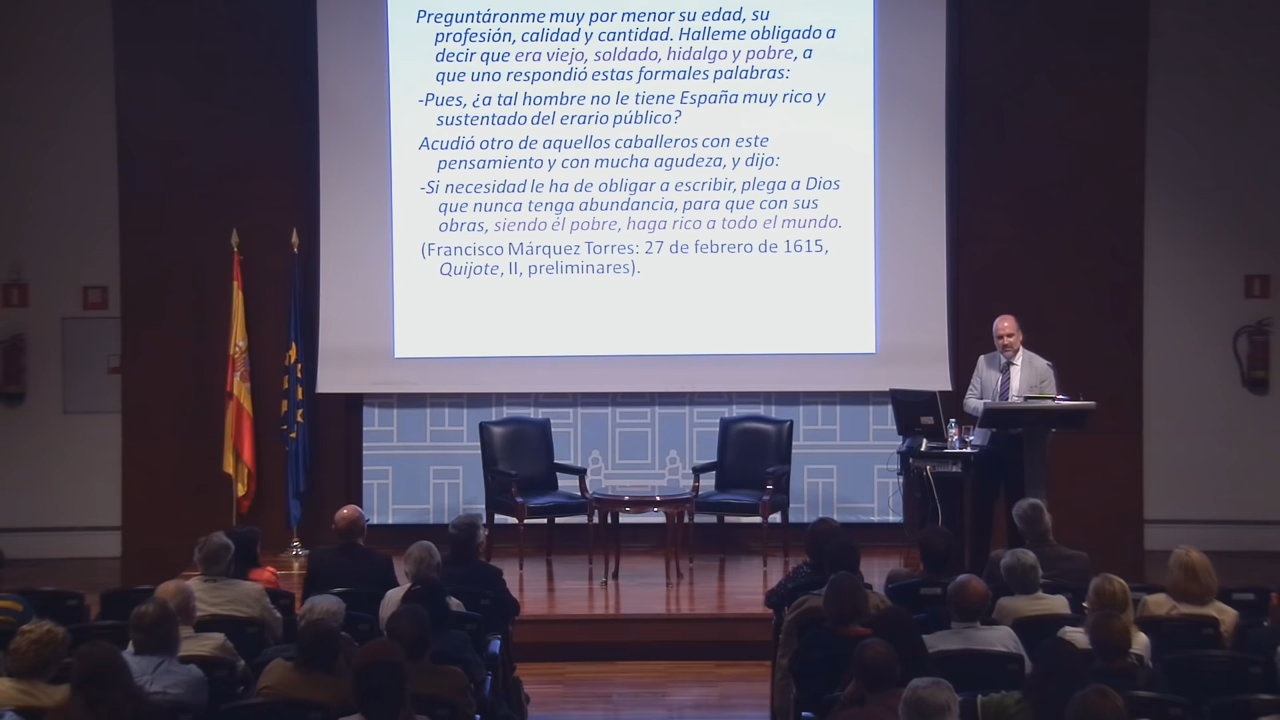 Preguntáronme muy por menor su edad, su
profesión, calidad y cantidad. Halleme obligado a
decir que era viejo, soldado, hidalgo y pobre, a
que uno respondió estas formales palabras:
-Pues, ¿a tal hombre no le tiene España muy rico y
sustentado del erario público?
Acudió otro de aquellos caballeros con este
pensamiento y con mucha agudeza, y dijo:
-Si necesidad le ha de obligar a escribir, plega a Dios
que nunca tenga abundancia, para que con sus
obras, siendo él pobre, haga rico a todo el mundo.
(Francisco Márquez Torres: 27 de febrero de 1615,
Quijote, II, preliminares).